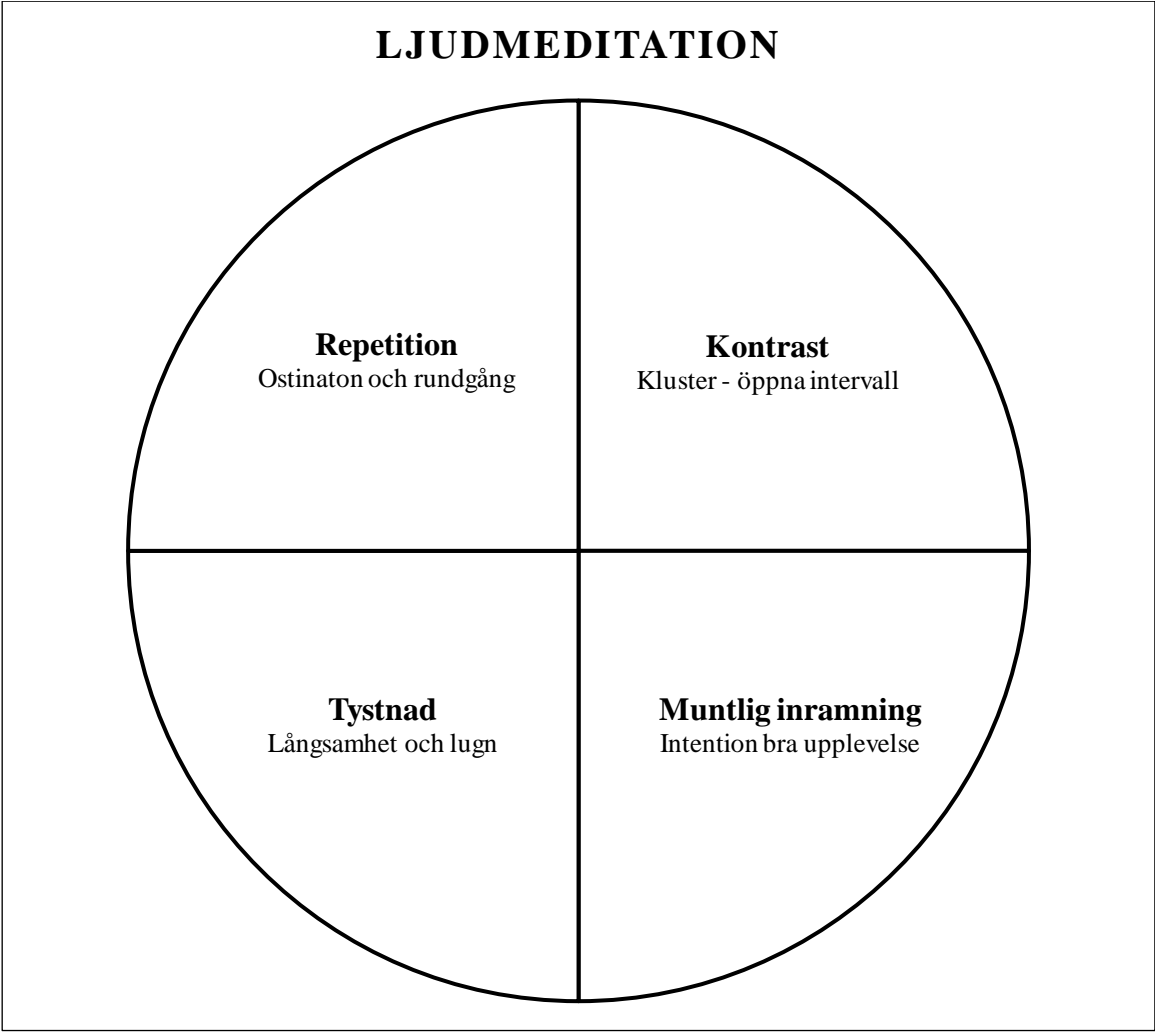 LJUDMEDITATION
Repetition
Ostinaton och rundgång
Kontrast
Kluster - öppna intervall
Tystnad
Långsamhet och lugn
Muntlig inramning
Intention bra upplevelse